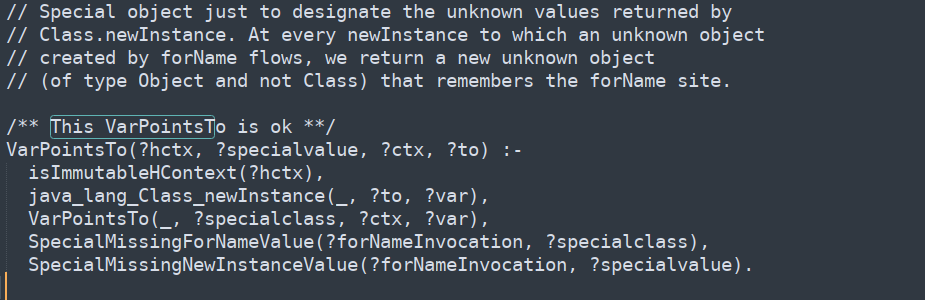 // Special object just to designate the unknown values returned by
// Class.newInstance. At every newInstance to which an unknown object
// created by forName flows, we return a new unknown object
// (of type Object and not Class) that remembers the forName site.
/** This VarPointsTo is ok **/
VarPointsTo(?hctx, ?specialvalue, ?ctx, ?to) :-
  isImmutableHContext(?hctx),
  java_lang_Class_newInstance(_, ?to, ?var),
  VarPointsTo(_, ?specialclass, ?ctx, ?var),
  SpecialMissingForNameValue(?forNameInvocation, ?specialclass),
  SpecialMissingNewInstanceValue(?forNameInvocation, ?specialvalue).